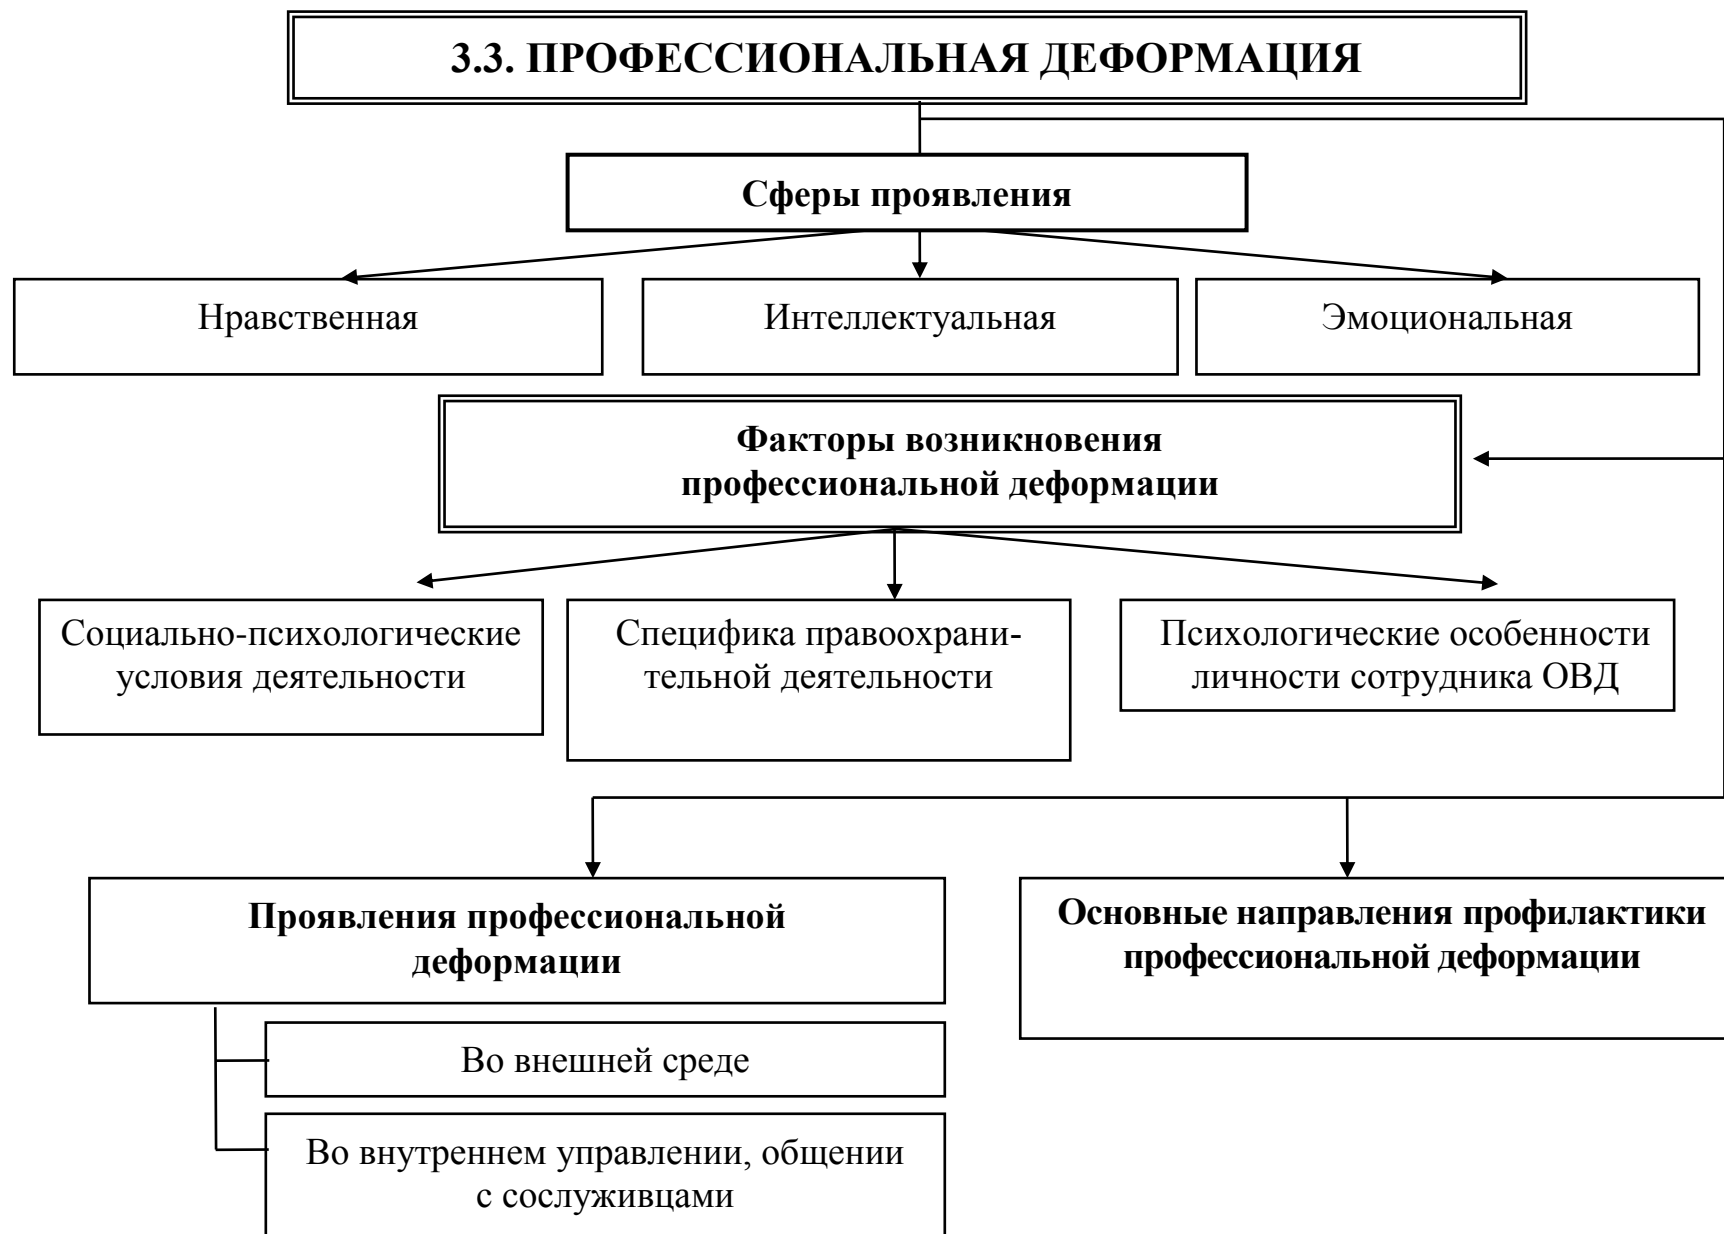 3.3. ПРОФЕССИОНАЛЬНАЯ ДЕФОРМАЦИЯ
Сферы проявления
Нравственная
Интеллектуальная
Эмоциональная
Факторы возникновения
профессиональной деформации
Социально-психологические
условия деятельности
Специфика правоохрани-
тельной деятельности
Психологические особенности
личности сотрудника ОВД
Проявления профессиональной
деформации
Основные направления профилактики
профессиональной деформации
Во внешней среде
Во внутреннем управлении, общении
с сослуживцами